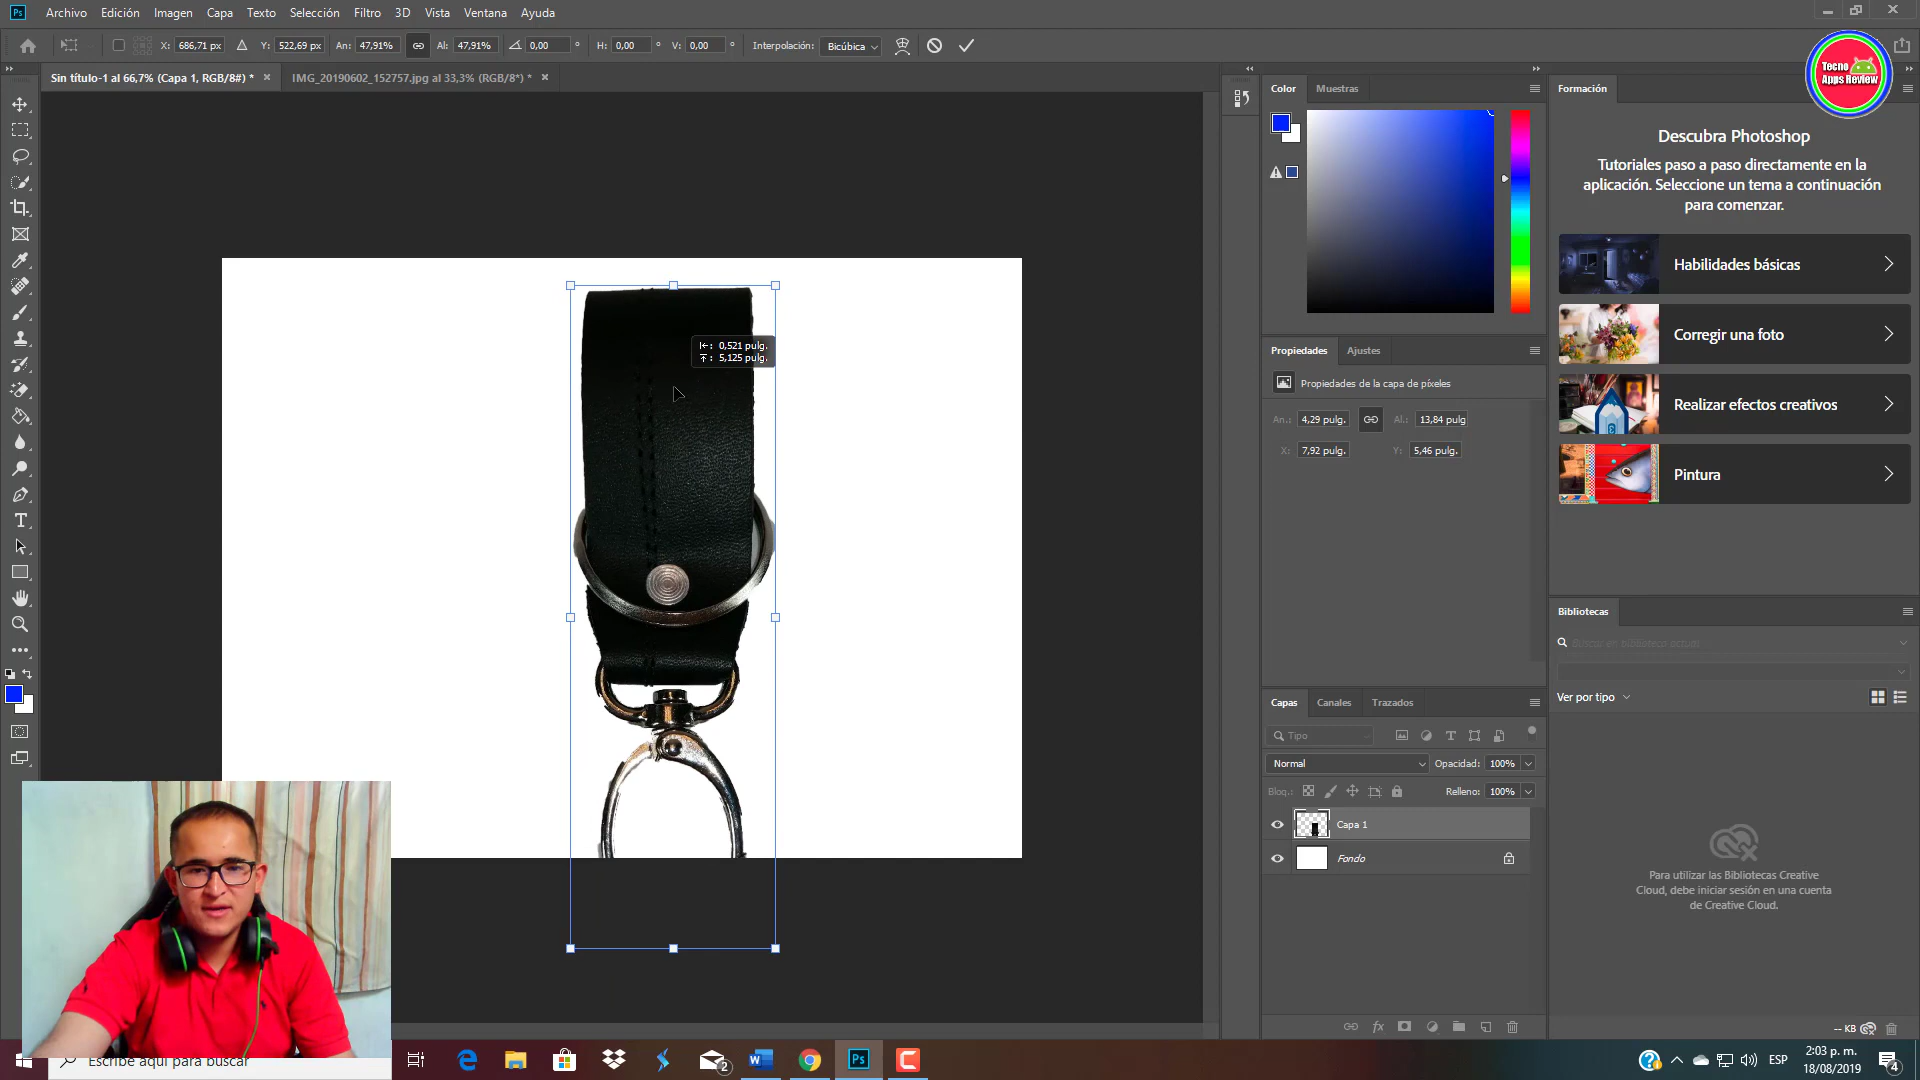 Archivo Edición Imagen Capa Texto Selección Filtro 3D Vista Ventana Ayuda
X: 686,71 px Y: 522,69 px An: 47,91% Al: 47,91% 0,00 ° H: 0,00 ° V: 0,00 ° Interpolación: Bicúbica
Tecno
Apps Review
Sin título-1 al 66,7% (Capa 1, RGB/8#) *
IMG_20190602_152757.jpg al 33,3% (RGB/8*) *
Color Muestras
Formación
Descubra Photoshop
Tutoriales paso a paso directamente en la
aplicación. Seleccione un tema a continuación
para comenzar.
Habilidades básicas
Corregir una foto
Realizar efectos creativos
Pintura
0,521 pulg.
5,125 pulg.
Propiedades Ajustes
Propiedades de la capa de píxeles
An.: 4,29 pulg. Al.: 13,84 pulg
X: 7,92 pulg. Y: 5,46 pulg.
Bibliotecas
Buscar en biblioteca actual
Ver por tipo
Capas Canales Trazados
Tipo
Normal Opacidad: 100%
Bloq.: Relleno: 100%
Capa 1
Fondo
Para utilizar las Bibliotecas Creative
Cloud, debe iniciar sesión en una cuenta
de Creative Cloud.
-- KB
Escribe aquí para buscar
2
ESP
2:03 p. m.
18/08/2019
4